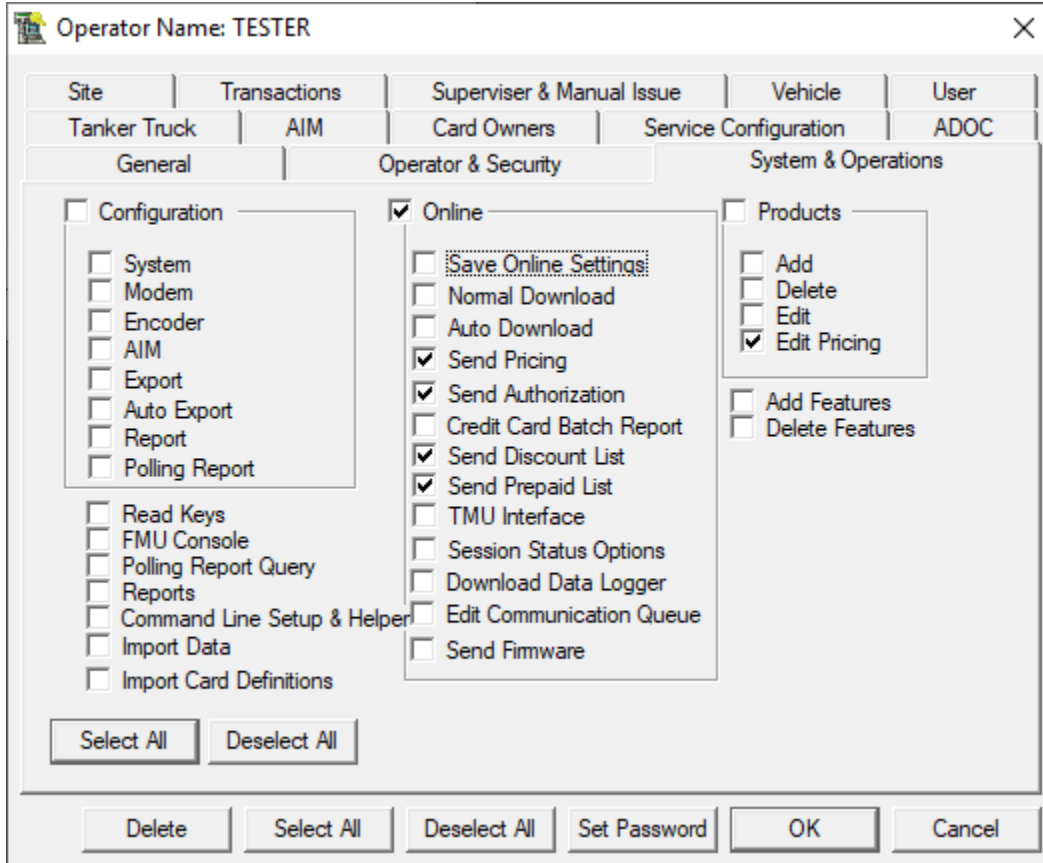 Operator Name: TESTER
Site Transactions Superviser & Manual Issue Vehicle User
Tanker Truck AIM Card Owners Service Configuration ADOC
General Operator & Security System & Operations
Configuration
System
Modem
Encoder
AIM
Export
Auto Export
Report
Polling Report
Read Keys
FMU Console
Polling Report Query
Reports
Command Line Setup & Helper
Import Data
Import Card Definitions
Online
Save Online Settings
Normal Download
Auto Download
Send Pricing
Send Authorization
Credit Card Batch Report
Send Discount List
Send Prepaid List
TMU Interface
Session Status Options
Download Data Logger
Edit Communication Queue
Send Firmware
Products
Add
Delete
Edit
Edit Pricing
Add Features
Delete Features
Select All Deselect All
Delete Select All Deselect All Set Password OK Cancel